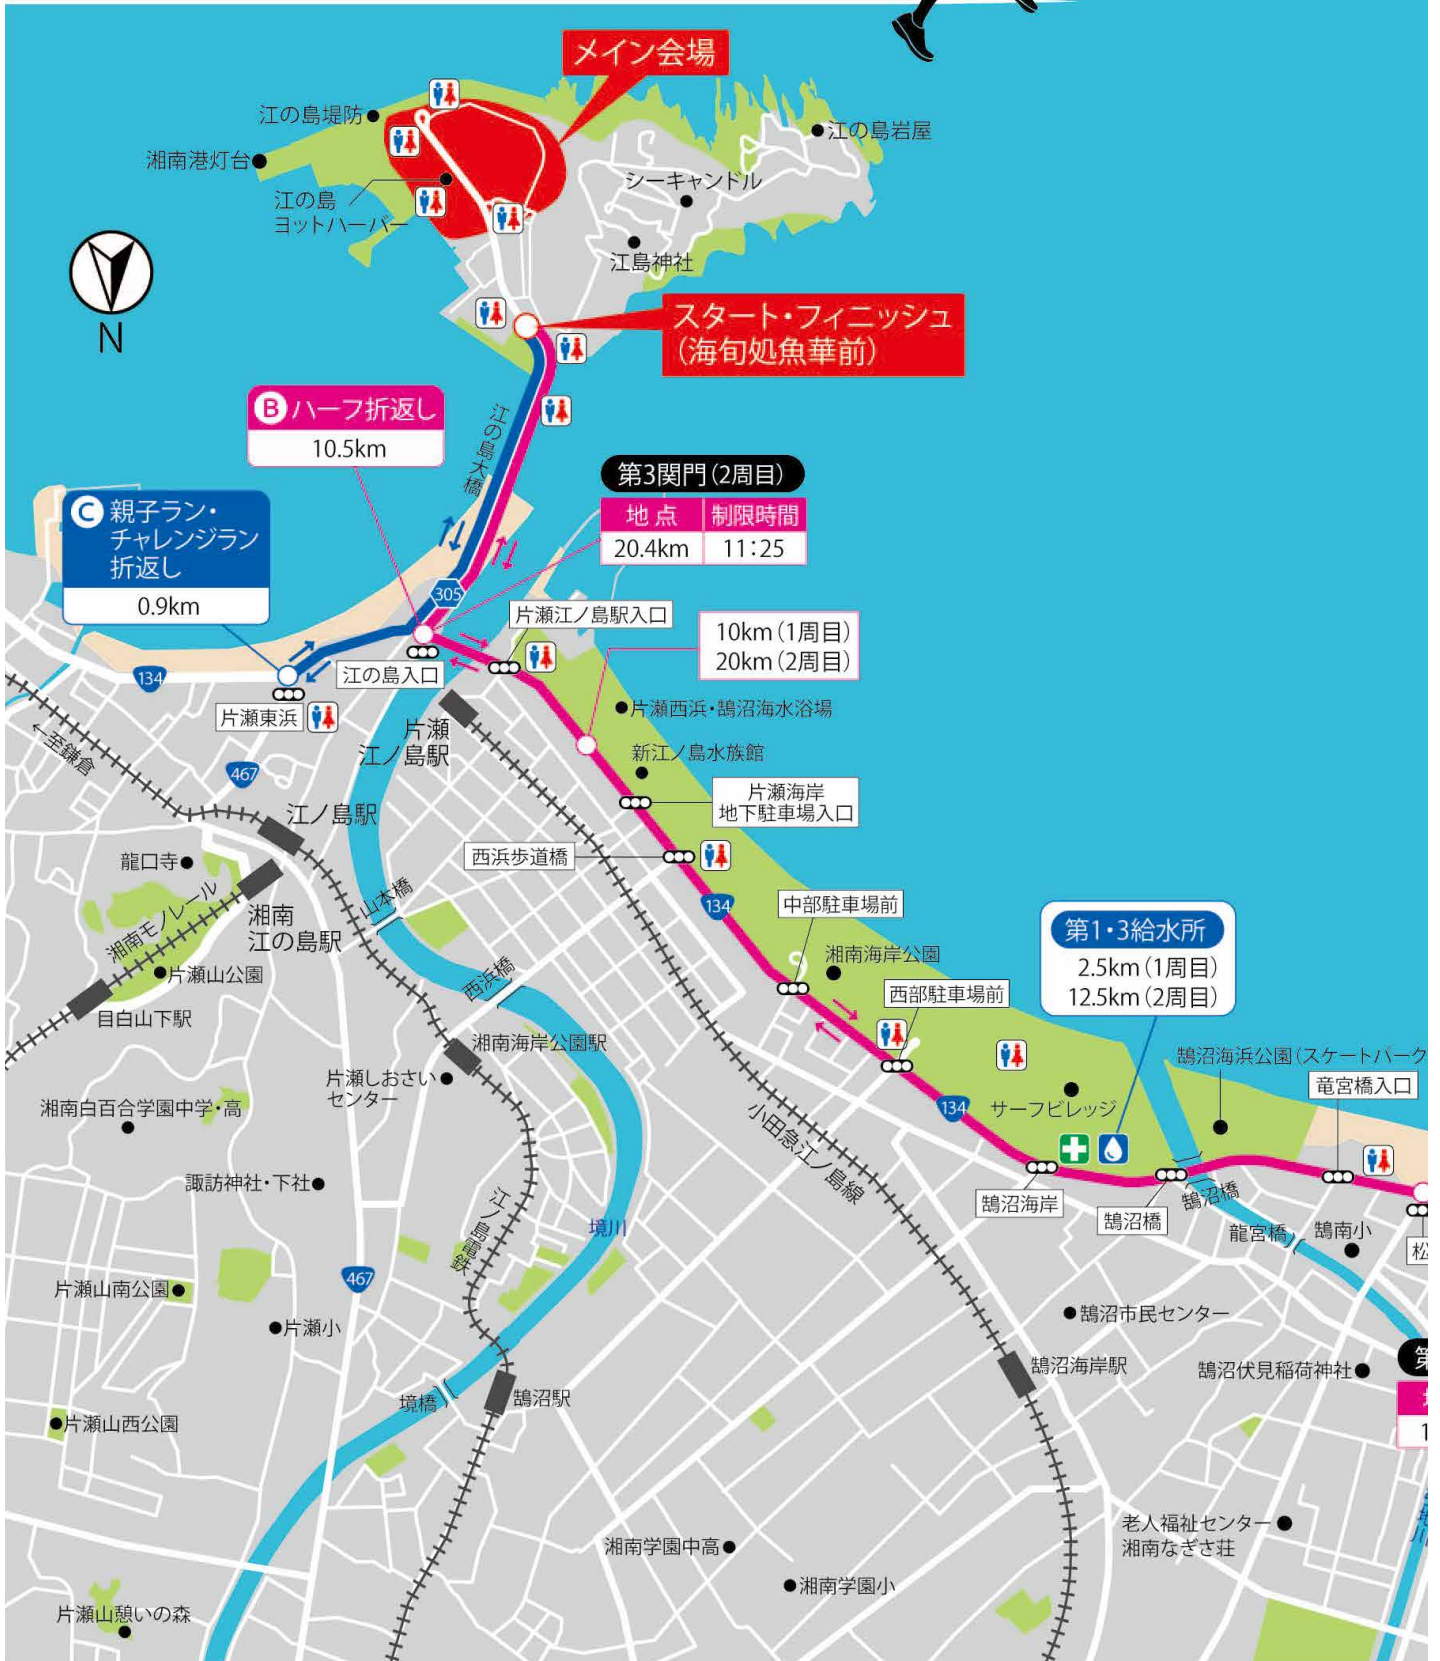 メイン会場
江の島堤防
江の島岩屋
湘南港灯台
シーキャンドル
江の島
ヨットハーバー
江島神社
N
スタート・フィニッシュ
(海旬処魚華前)
B ハーフ折返し
10.5km
江の島大橋
第3関門(2周目)
地点 制限時間
20.4km 11:25
C 親子ラン・
チャレンジラン
折返し
0.9km
305
片瀬江ノ島駅入口
10km(1周目)
20km(2周目)
134
江の島入口
片瀬東浜
片瀬
江ノ島駅
片瀬西浜・鵠沼海水浴場
←至鎌倉
新江ノ島水族館
467
片瀬海岸
地下駐車場入口
江ノ島駅
西浜歩道橋
龍口寺
134
中部駐車場前
山本橋
湘南モノレール
湘南
江の島駅
第1・3給水所
2.5km(1周目)
12.5km(2周目)
湘南海岸公園
片瀬山公園
西浜橋
西部駐車場前
目白山下駅
湘南海岸公園駅
鵠沼海浜公園(スケートパーク
片瀬しおさい
センター
竜宮橋入口
湘南白百合学園中学・高
134
サーフビレッジ
小田急江ノ島線
諏訪神社・下社
鵠沼海岸
鵠沼橋
鵠沼橋
江ノ島電鉄
境川
龍宮橋
鵠南小
松
467
片瀬山南公園
片瀬小
鵠沼市民センター
鵠沼海岸駅
鵠沼伏見稲荷神社
第
境橋
鵠沼駅
片瀬山西公園
1
老人福祉センター
湘南なぎさ荘
湘南学園中高
湘南学園小
片瀬山憩いの森